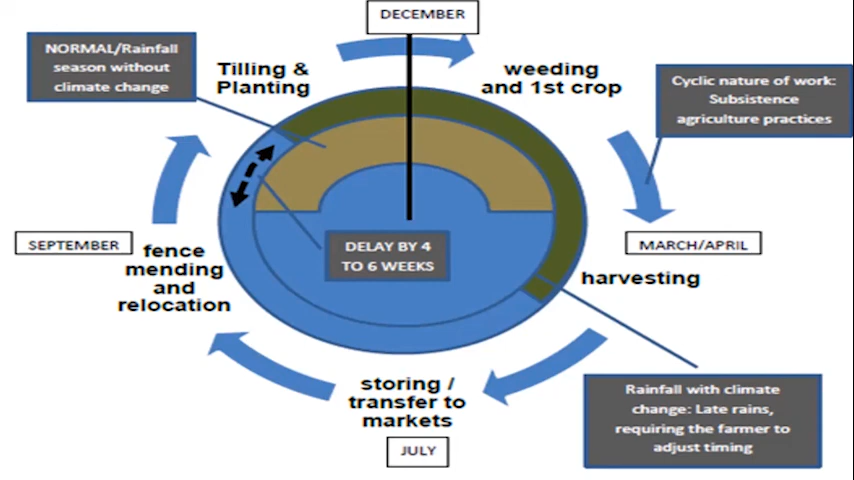 DECEMBER
NORMAL/Rainfall
season without
climate change
Tilling &
Planting
weeding
and 1st crop
Cyclic nature of work:
Subsistence
agriculture practices
SEPTEMBER
fence
mending
and
relocation
DELAY BY 4
TO 6 WEEKS
MARCH/APRIL
harvesting
storing /
transfer to
markets
JULY
Rainfall with climate
change: Late rains,
requiring the farmer to
adjust timing